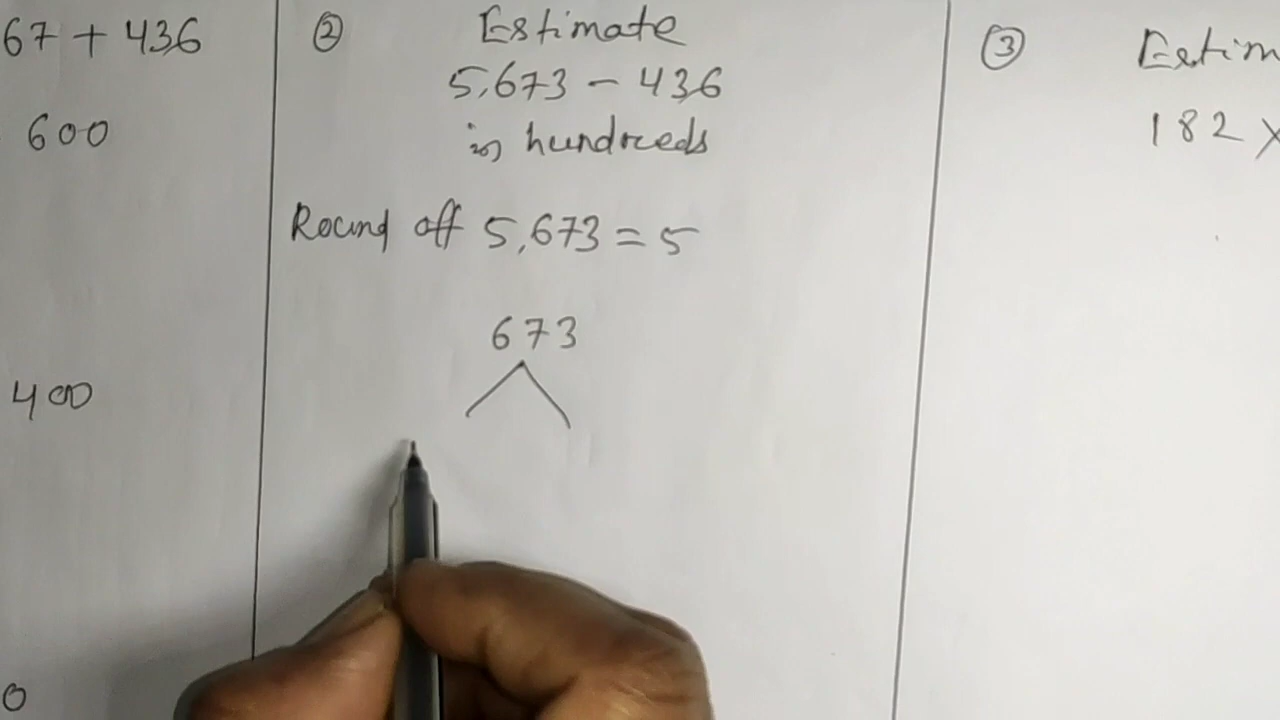 67 + 436
600
400
0
② Estimate
5,673 - 436
in hundreds
Round off 5,673 = 5
673
③ Estim
182 ×